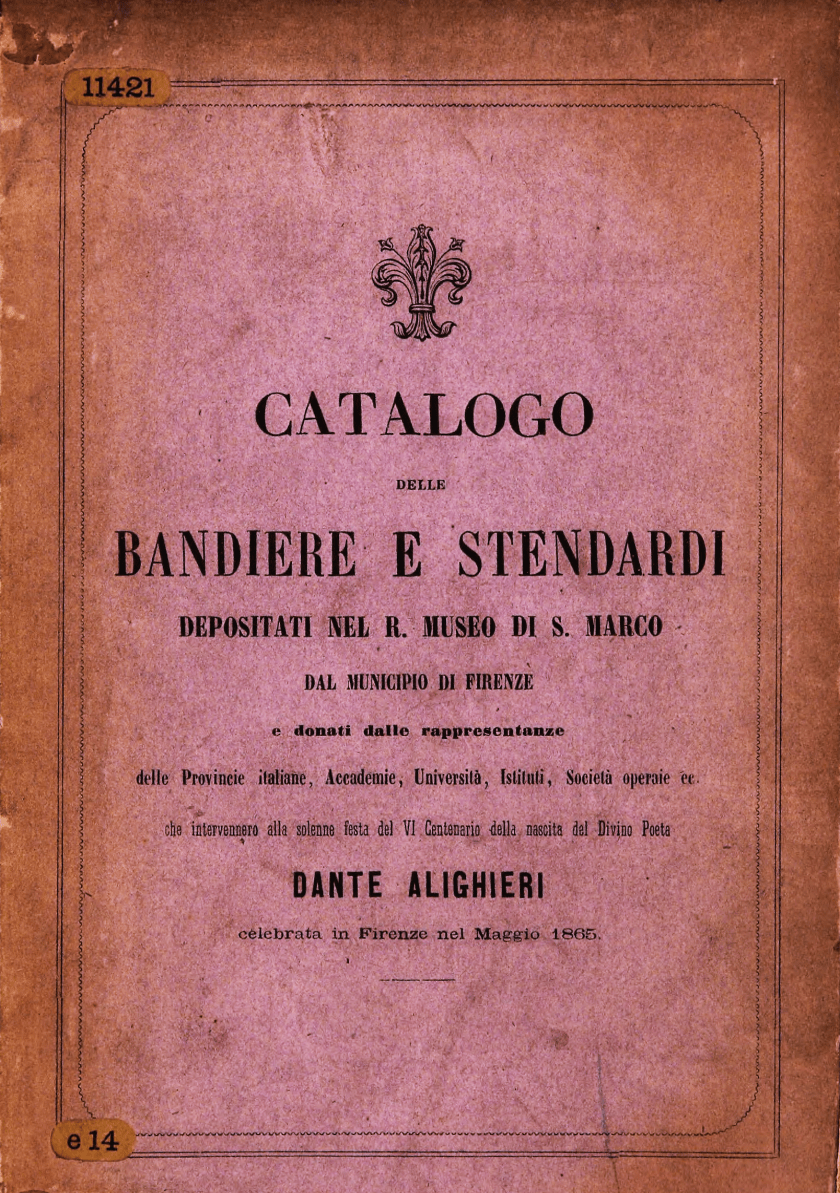 11421
CATALOGO
DELLE
BANDIERE E STENDARDI
DEPOSITATI NEL R. MUSEO DI S. MARCO
DAL MUNICIPIO DI FIRENZE
e donati dalle rappresentanze
delle Provincie italiane, Accademie, Università, Istituti, Società operaie ec.
che intervennero alla solenne festa del VI Centenario della nascita del Divino Poeta
DANTE ALIGHIERI
celebrata in Firenze nel Maggio 1865.
e 14